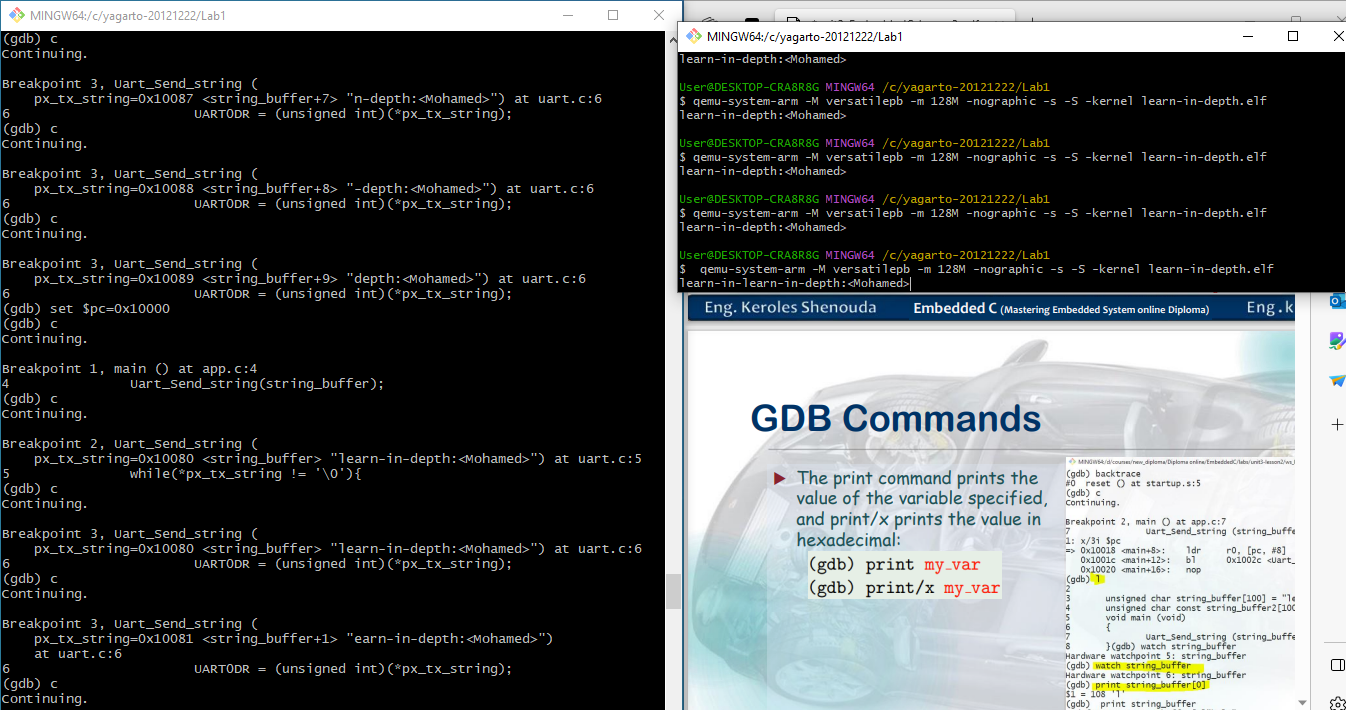 MINGW64:/c/yagarto-20121222/Lab1
(gdb) c
Continuing.
Breakpoint 3, Uart_Send_string (
    px_tx_string=0x10087 <string_buffer+7> "n-depth:<Mohamed>") at uart.c:6
6                       UARTODR = (unsigned int)(*px_tx_string);
(gdb) c
Continuing.
Breakpoint 3, Uart_Send_string (
    px_tx_string=0x10088 <string_buffer+8> "-depth:<Mohamed>") at uart.c:6
6                       UARTODR = (unsigned int)(*px_tx_string);
(gdb) c
Continuing.
Breakpoint 3, Uart_Send_string (
    px_tx_string=0x10089 <string_buffer+9> "depth:<Mohamed>") at uart.c:6
6                       UARTODR = (unsigned int)(*px_tx_string);
(gdb) set $pc=0x10000
(gdb) c
Continuing.
Breakpoint 1, main () at app.c:4
4               Uart_Send_string(string_buffer);
(gdb) c
Continuing.
Breakpoint 2, Uart_Send_string (
    px_tx_string=0x10080 <string_buffer> "learn-in-depth:<Mohamed>") at uart.c:5
5               while(*px_tx_string != '\0'){
(gdb) c
Continuing.
Breakpoint 3, Uart_Send_string (
    px_tx_string=0x10080 <string_buffer> "learn-in-depth:<Mohamed>") at uart.c:6
6                       UARTODR = (unsigned int)(*px_tx_string);
(gdb) c
Continuing.
Breakpoint 3, Uart_Send_string (
    px_tx_string=0x10081 <string_buffer+1> "earn-in-depth:<Mohamed>")
    at uart.c:6
6                       UARTODR = (unsigned int)(*px_tx_string);
(gdb) c
Continuing.
MINGW64:/c/yagarto-20121222/Lab1
learn-in-depth:<Mohamed>
User@DESKTOP-CRA8R8G MINGW64 /c/yagarto-20121222/Lab1
$ qemu-system-arm -M versatilepb -m 128M -nographic -s -S -kernel learn-in-depth.elf
learn-in-depth:<Mohamed>
User@DESKTOP-CRA8R8G MINGW64 /c/yagarto-20121222/Lab1
$ qemu-system-arm -M versatilepb -m 128M -nographic -s -S -kernel learn-in-depth.elf
learn-in-depth:<Mohamed>
User@DESKTOP-CRA8R8G MINGW64 /c/yagarto-20121222/Lab1
$ qemu-system-arm -M versatilepb -m 128M -nographic -s -S -kernel learn-in-depth.elf
learn-in-depth:<Mohamed>
User@DESKTOP-CRA8R8G MINGW64 /c/yagarto-20121222/Lab1
$  qemu-system-arm -M versatilepb -m 128M -nographic -s -S -kernel learn-in-depth.elf
learn-in-learn-in-depth:<Mohamed>
Eng. Keroles Shenouda Embedded C (Mastering Embedded System online Diploma) Eng.k
GDB Commands
The print command prints the
value of the variable specified,
and print/x prints the value in
hexadecimal:
(gdb) print my_var
(gdb) print/x my_var
(gdb) backtrace
#0  reset () at startup.s:5
(gdb) c
Continuing.
Breakpoint 2, main () at app.c:7
7               Uart_Send_string (string_buffe
1: x/3i $pc
=> 0x10018 <main+8>:    ldr     r0, [pc, #8]
   0x1001c <main+12>:   bl      0x1002c <Uart_
   0x10020 <main+16>:   nop
(gdb) l
2
3       unsigned char string_buffer[100] = "le
4       unsigned char const string_buffer2[100
5       void main (void)
6       {
7               Uart_Send_string (string_buffe
8       }(gdb) watch string_buffer
Hardware watchpoint 5: string_buffer
(gdb) watch string_buffer
Hardware watchpoint 6: string_buffer
(gdb) print string_buffer[0]
$1 = 108 'l'
(gdb)  print string_buffer